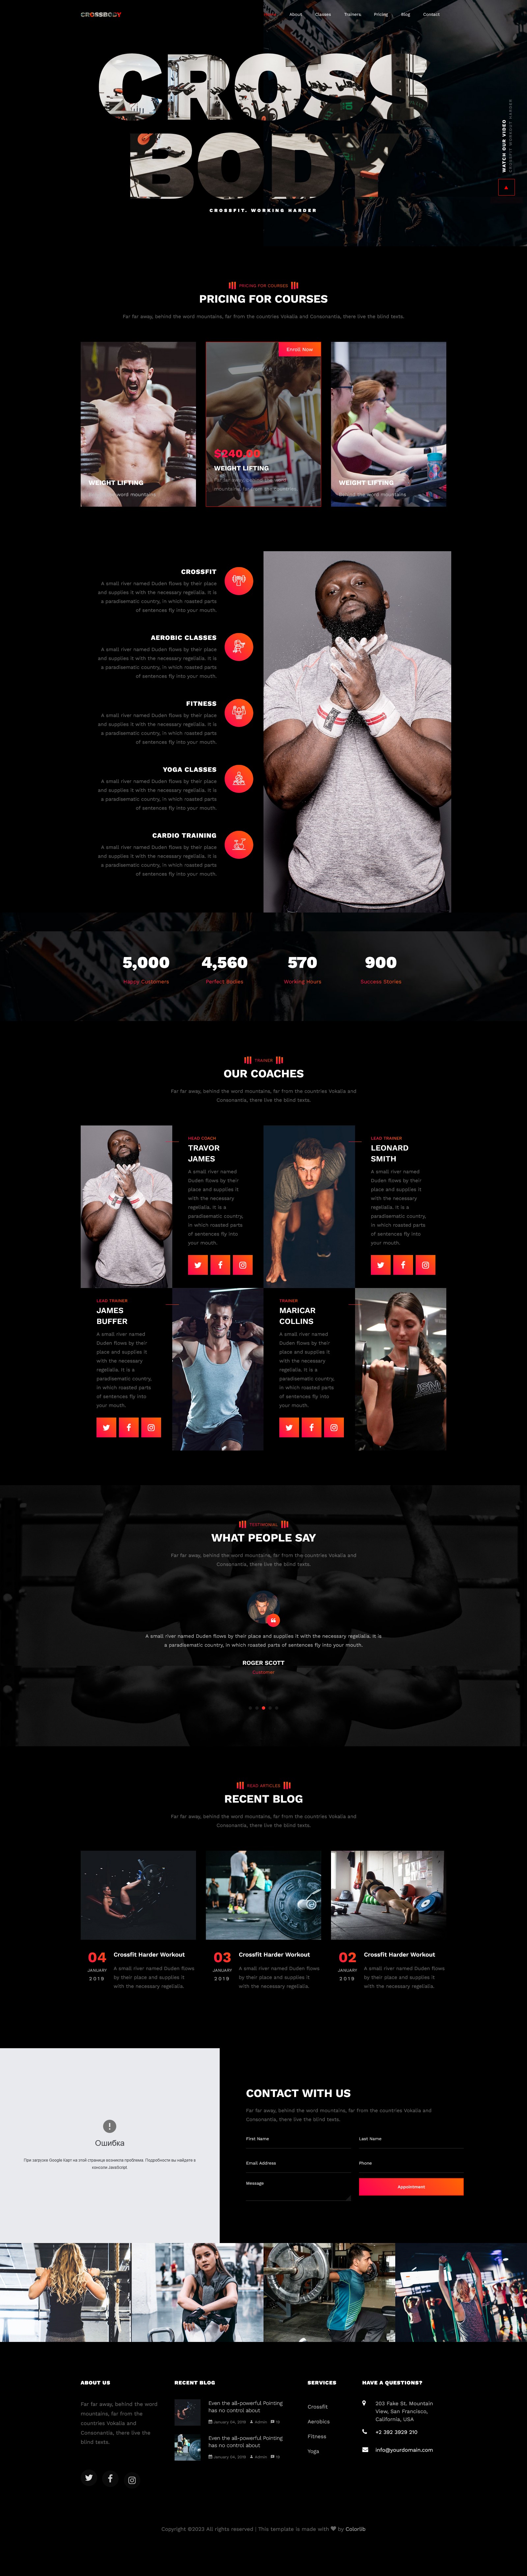 CROSSBODY
About
Classes
Trainers
Pricing
Blog
Contact
CROSS
BODY
CROSSFIT. WORKING HARDER
WATCH OUR VIDEO
CROSSFIT WORKOUT HARDER
PRICING FOR COURSES
PRICING FOR COURSES
Far far away, behind the word mountains, far from the countries Vokalia and Consonantia, there live the blind texts.
WEIGHT LIFTING
word mountains
Enroll Now
$240.00
WEIGHT LIFTING
WEIGHT LIFTING
Behind the word mountains
CROSSFIT
A small river named Duden flows by their place
and supplies it with the necessary regelialia. It is
a paradisematic country, in which roasted parts
of sentences fly into your mouth.
AEROBIC CLASSES
A small river named Duden flows by their place
and supplies it with the necessary regelialia. It is
a paradisematic country, in which roasted parts
of sentences fly into your mouth.
FITNESS
A small river named Duden flows by their place
and supplies it with the necessary regelialia. It is
a paradisematic country, in which roasted parts
of sentences fly into your mouth.
YOGA CLASSES
A small river named Duden flows by their place
and supplies it with the necessary regelialia. It is
a paradisematic country, in which roasted parts
of sentences fly into your mouth.
CARDIO TRAINING
A small river named Duden flows by their place
and supplies it with the necessary regelialia. It is
a paradisematic country, in which roasted parts
of sentences fly into your mouth.
5,000
Happy Customers
4,560
Perfect Bodies
570
Working Hours
900
Success Stories
TRAINER
OUR COACHES
Far far away, behind the word mountains, far from the countries Vokalia and
Consonantia, there live the blind texts.
HEAD COACH
TRAVOR
JAMES
A small river named
Duden flows by their
place and supplies it
with the necessary
regelialia. It is a
paradisematic country,
in which roasted parts
of sentences fly into
your mouth.
LEAD TRAINER
LEONARD
SMITH
A small river named
Duden flows by their
place and supplies it
with the necessary
regelialia. It is a
paradisematic country,
in which roasted parts
of sentences fly into
your mouth.
LEAD TRAINER
JAMES
BUFFER
A small river named
Duden flows by their
place and supplies it
with the necessary
regelialia. It is a
paradisematic country,
in which roasted parts
of sentences fly into
your mouth.
TRAINER
MARICAR
COLLINS
A small river named
Duden flows by their
place and supplies it
with the necessary
regelialia. It is a
paradisematic country,
in which roasted parts
of sentences fly into
your mouth.
TESTIMONIAL
WHAT PEOPLE SAY
Far far away, behind the word mountains, far from the countries Vokalia and
Consonantia, there live the blind texts.
A small river named Duden flows by their place and supplies it with the necessary regelialia. It is
a paradisematic country, in which roasted parts of sentences fly into your mouth.
ROGER SCOTT
Customer
READ ARTICLES
RECENT BLOG
Far far away, behind the word mountains, far from the countries Vokalia and
Consonantia, there live the blind texts.
04
JANUARY
2019
Crossfit Harder Workout
A small river named Duden flows
by their place and supplies it
with the necessary regelialia.
03
JANUARY
2019
Crossfit Harder Workout
A small river named Duden flows
by their place and supplies it
with the necessary regelialia.
02
JANUARY
2019
Crossfit Harder Workout
A small river named Duden flows
by their place and supplies it
with the necessary regelialia.
Ошибка
При загрузке Google Карт на этой странице возникла проблема. Подробности вы найдете в
консоли JavaScript.
CONTACT WITH US
Far far away, behind the word mountains, far from the countries Vokalia and
Consonantia, there live the blind texts.
First Name
Last Name
Email Address
Phone
Message
Appointment
ABOUT US
Far far away, behind the word
mountains, far from the
countries Vokalia and
Consonantia, there live the
blind texts.
RECENT BLOG
Even the all-powerful Pointing
has no control about
January 04, 2019 Admin 19
Even the all-powerful Pointing
has no control about
January 04, 2019 Admin 19
SERVICES
Crossfit
Aerobics
Fitness
Yoga
HAVE A QUESTIONS?
203 Fake St. Mountain
View, San Francisco,
California, USA
+2 392 3929 210
info@yourdomain.com
Copyright ©2023 All rights reserved | This template is made with by Colorlib